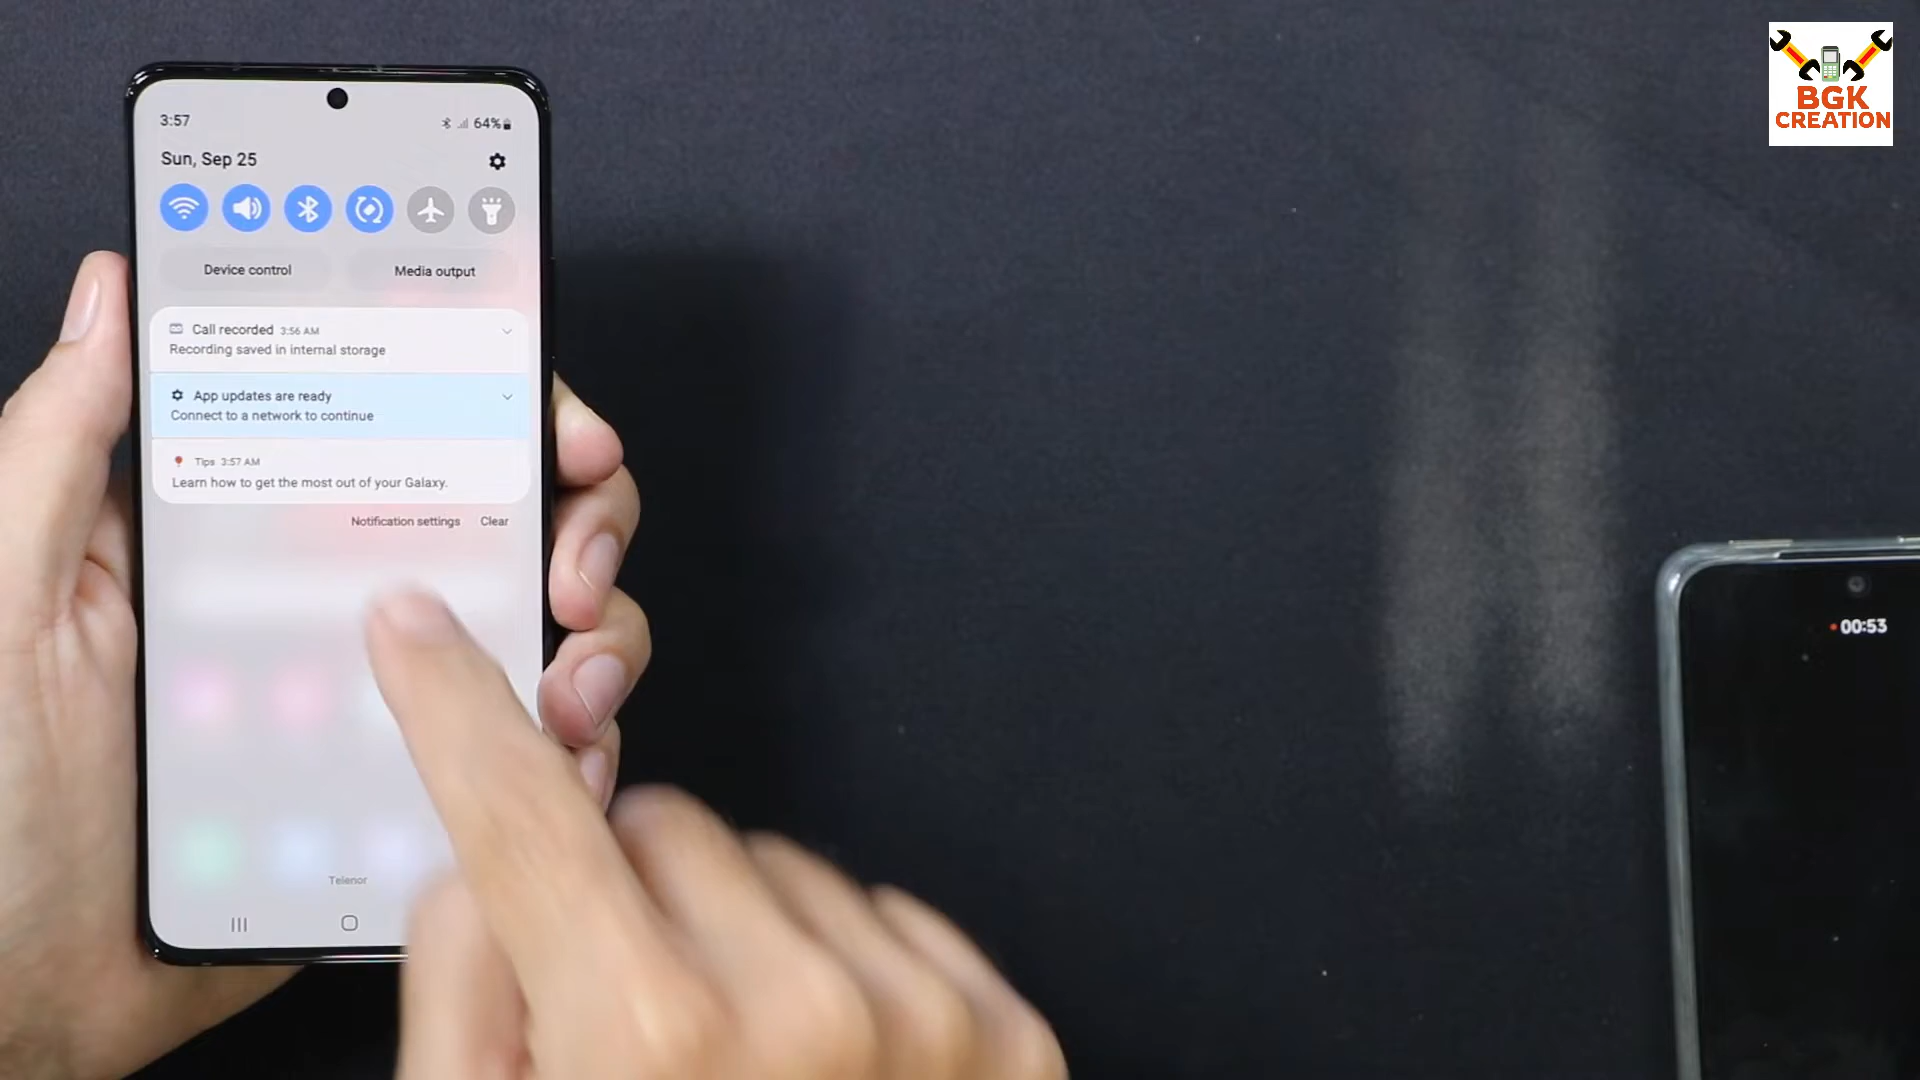 BGK
CREATION
3:57
64%
Sun, Sep 25
Device control
Media output
Call recorded 3:56 AM
Recording saved in internal storage
App updates are ready
Connect to a network to continue
Tips 3:57 AM
Learn how to get the most out of your Galaxy.
Notification settings
Clear
Telenor
00:53